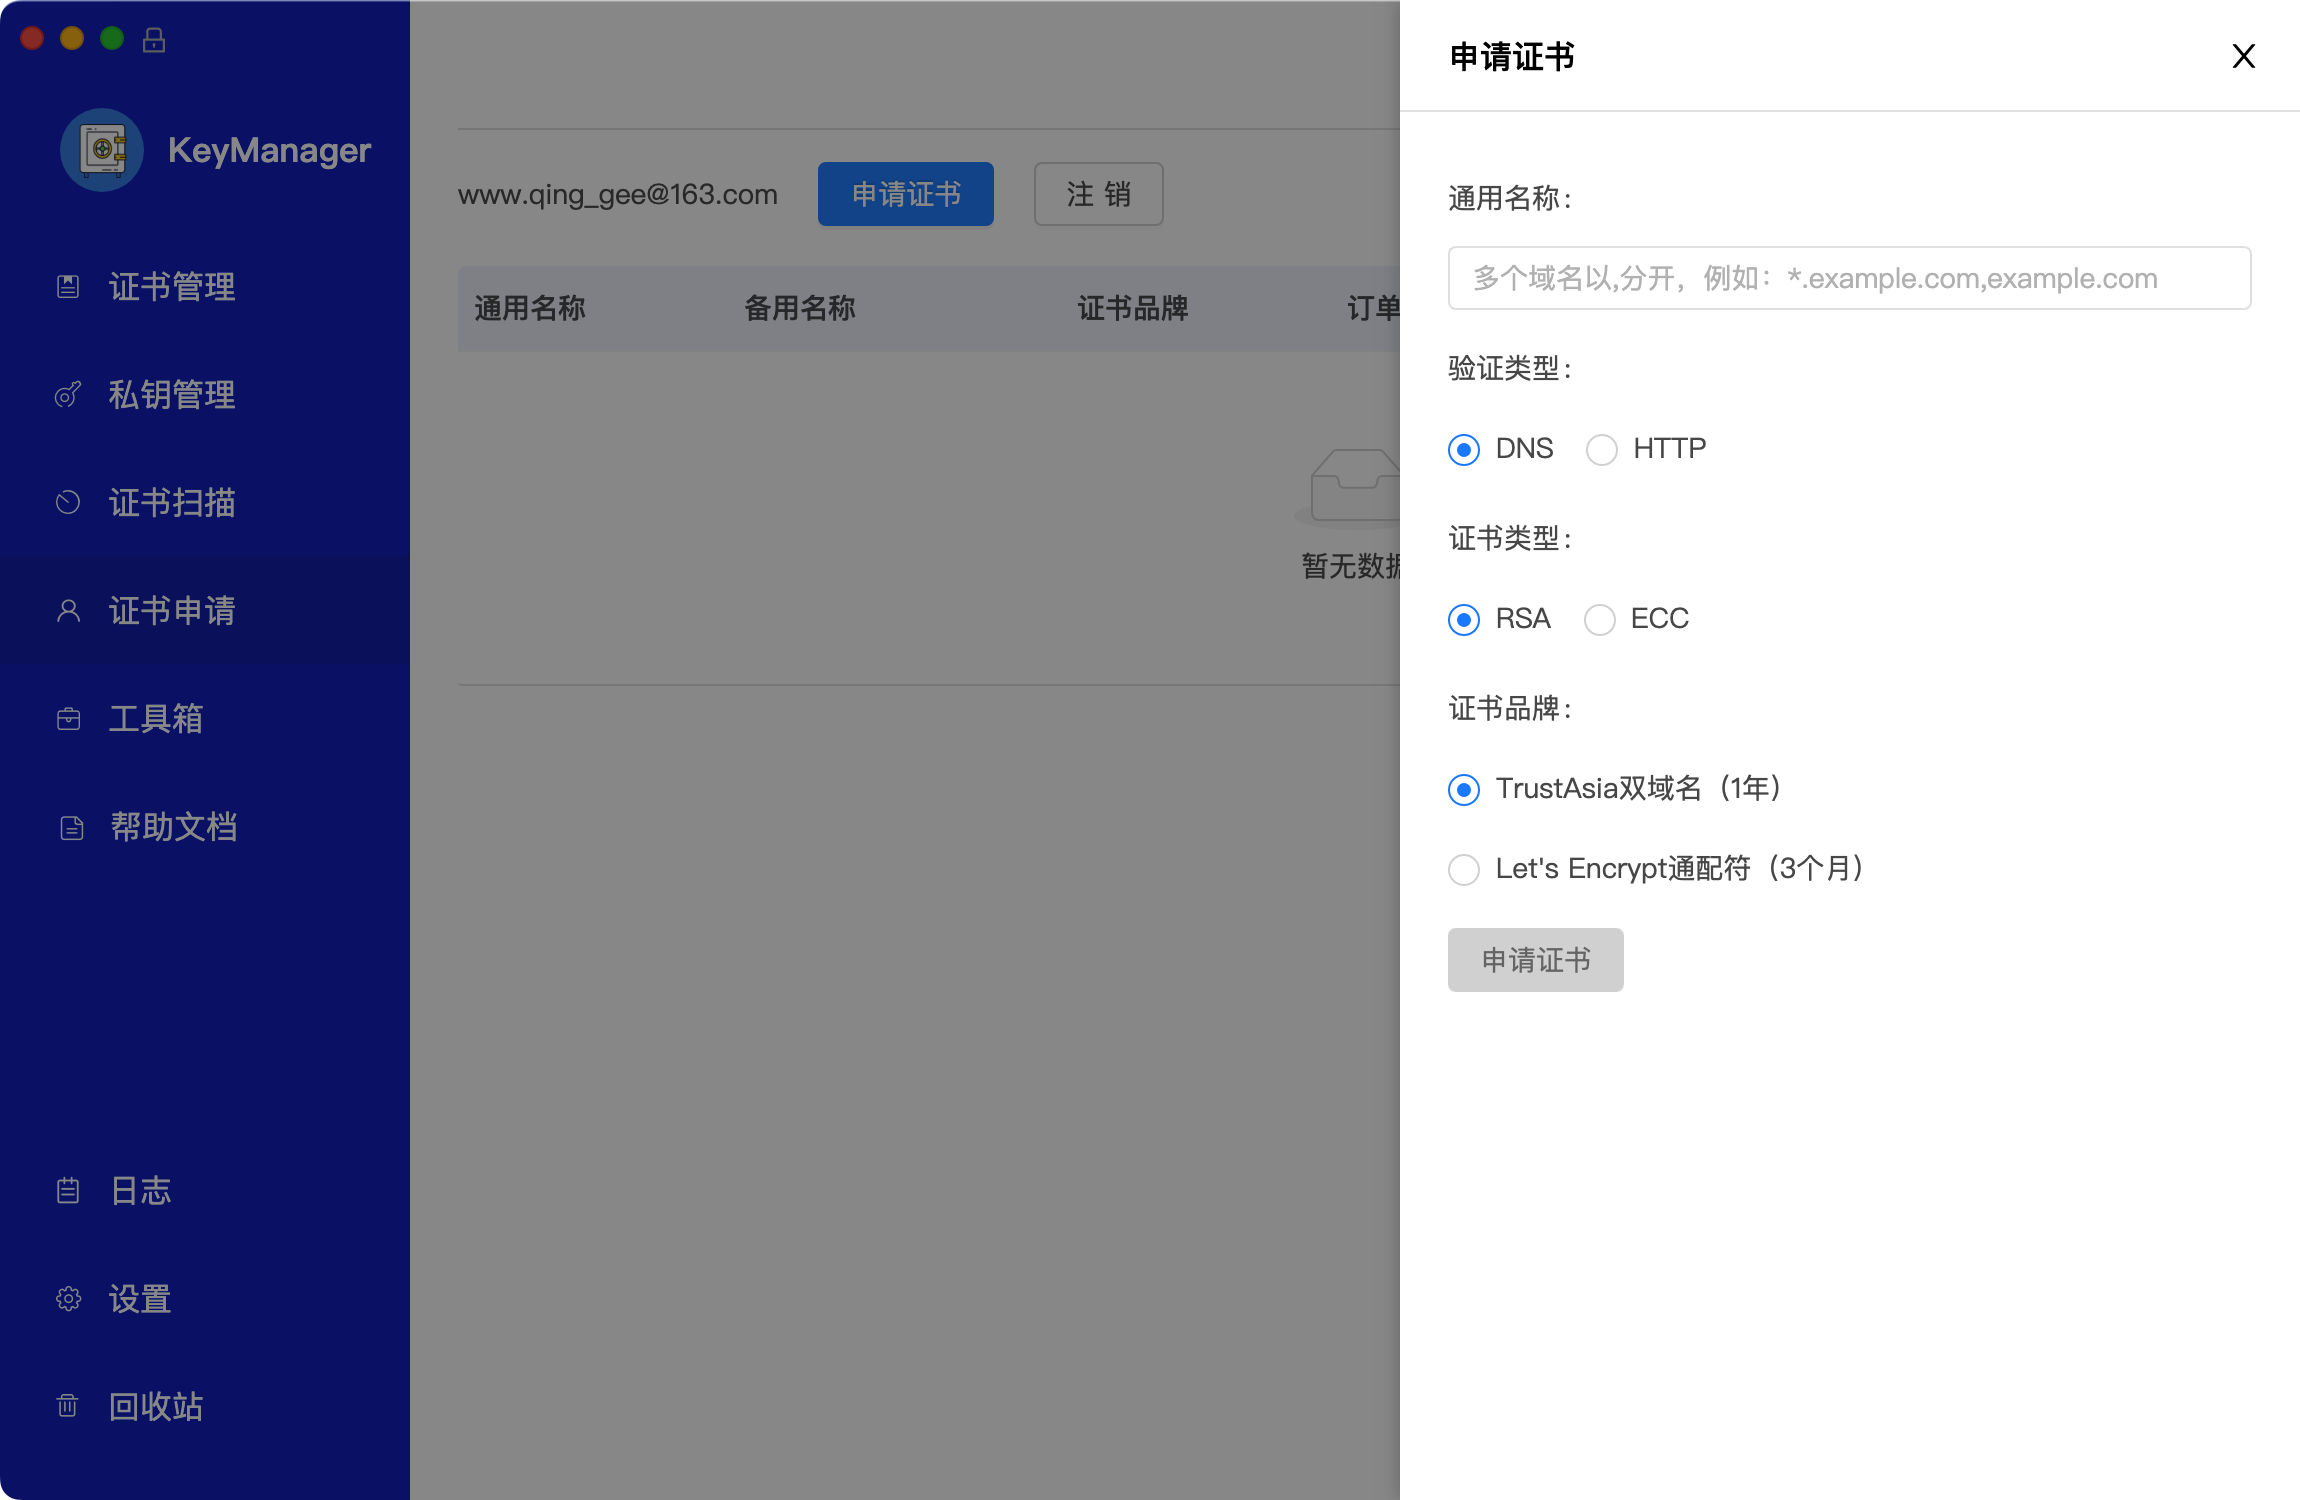 KeyManager
证书管理
私钥管理
证书扫描
证书申请
工具箱
帮助文档
日志
设置
回收站
www.qing_gee@163.com 申请证书 注 销
通用名称 备用名称 证书品牌 订单
暂无数据
申请证书
通用名称:
多个域名以,分开，例如：*.example.com,example.com
验证类型:
DNS HTTP
证书类型:
RSA ECC
证书品牌:
TrustAsia双域名（1年）
Let's Encrypt通配符（3个月）
申请证书